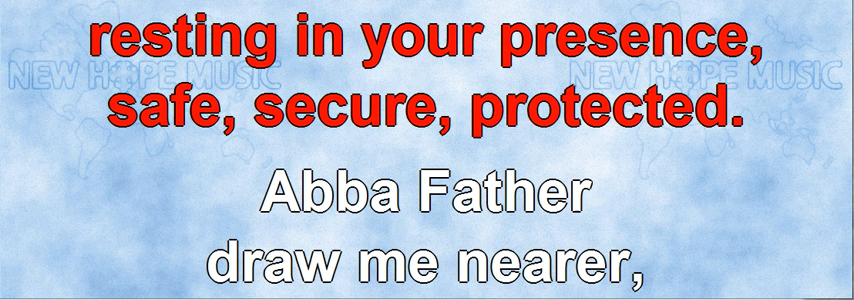 resting in your presence,
NEW HOPE MUSIC NEW HOPE MUSIC
safe, secure, protected.
Abba Father
draw me nearer,